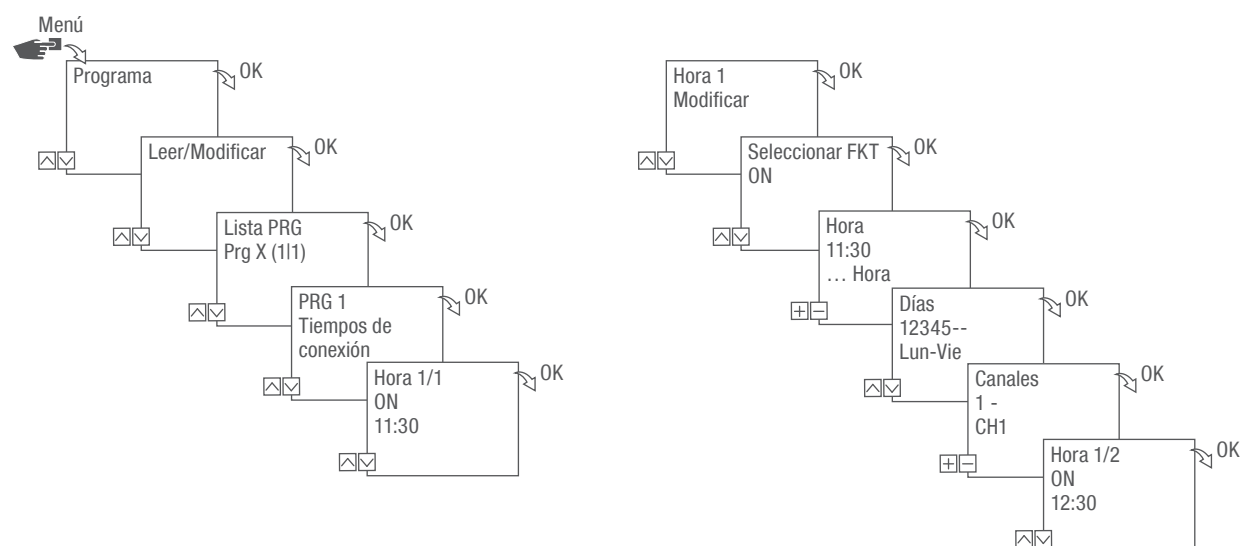 Menú
Programa
OK
Leer/Modificar
OK
Lista PRG
Prg X (1|1)
OK
PRG 1
Tiempos de
conexión
OK
Hora 1/1
ON
11:30
OK
Hora 1
Modificar
OK
Seleccionar FKT
ON
OK
Hora
11:30
... Hora
OK
Días
12345--
Lun-Vie
OK
Canales
1 -
CH1
OK
Hora 1/2
ON
12:30
OK